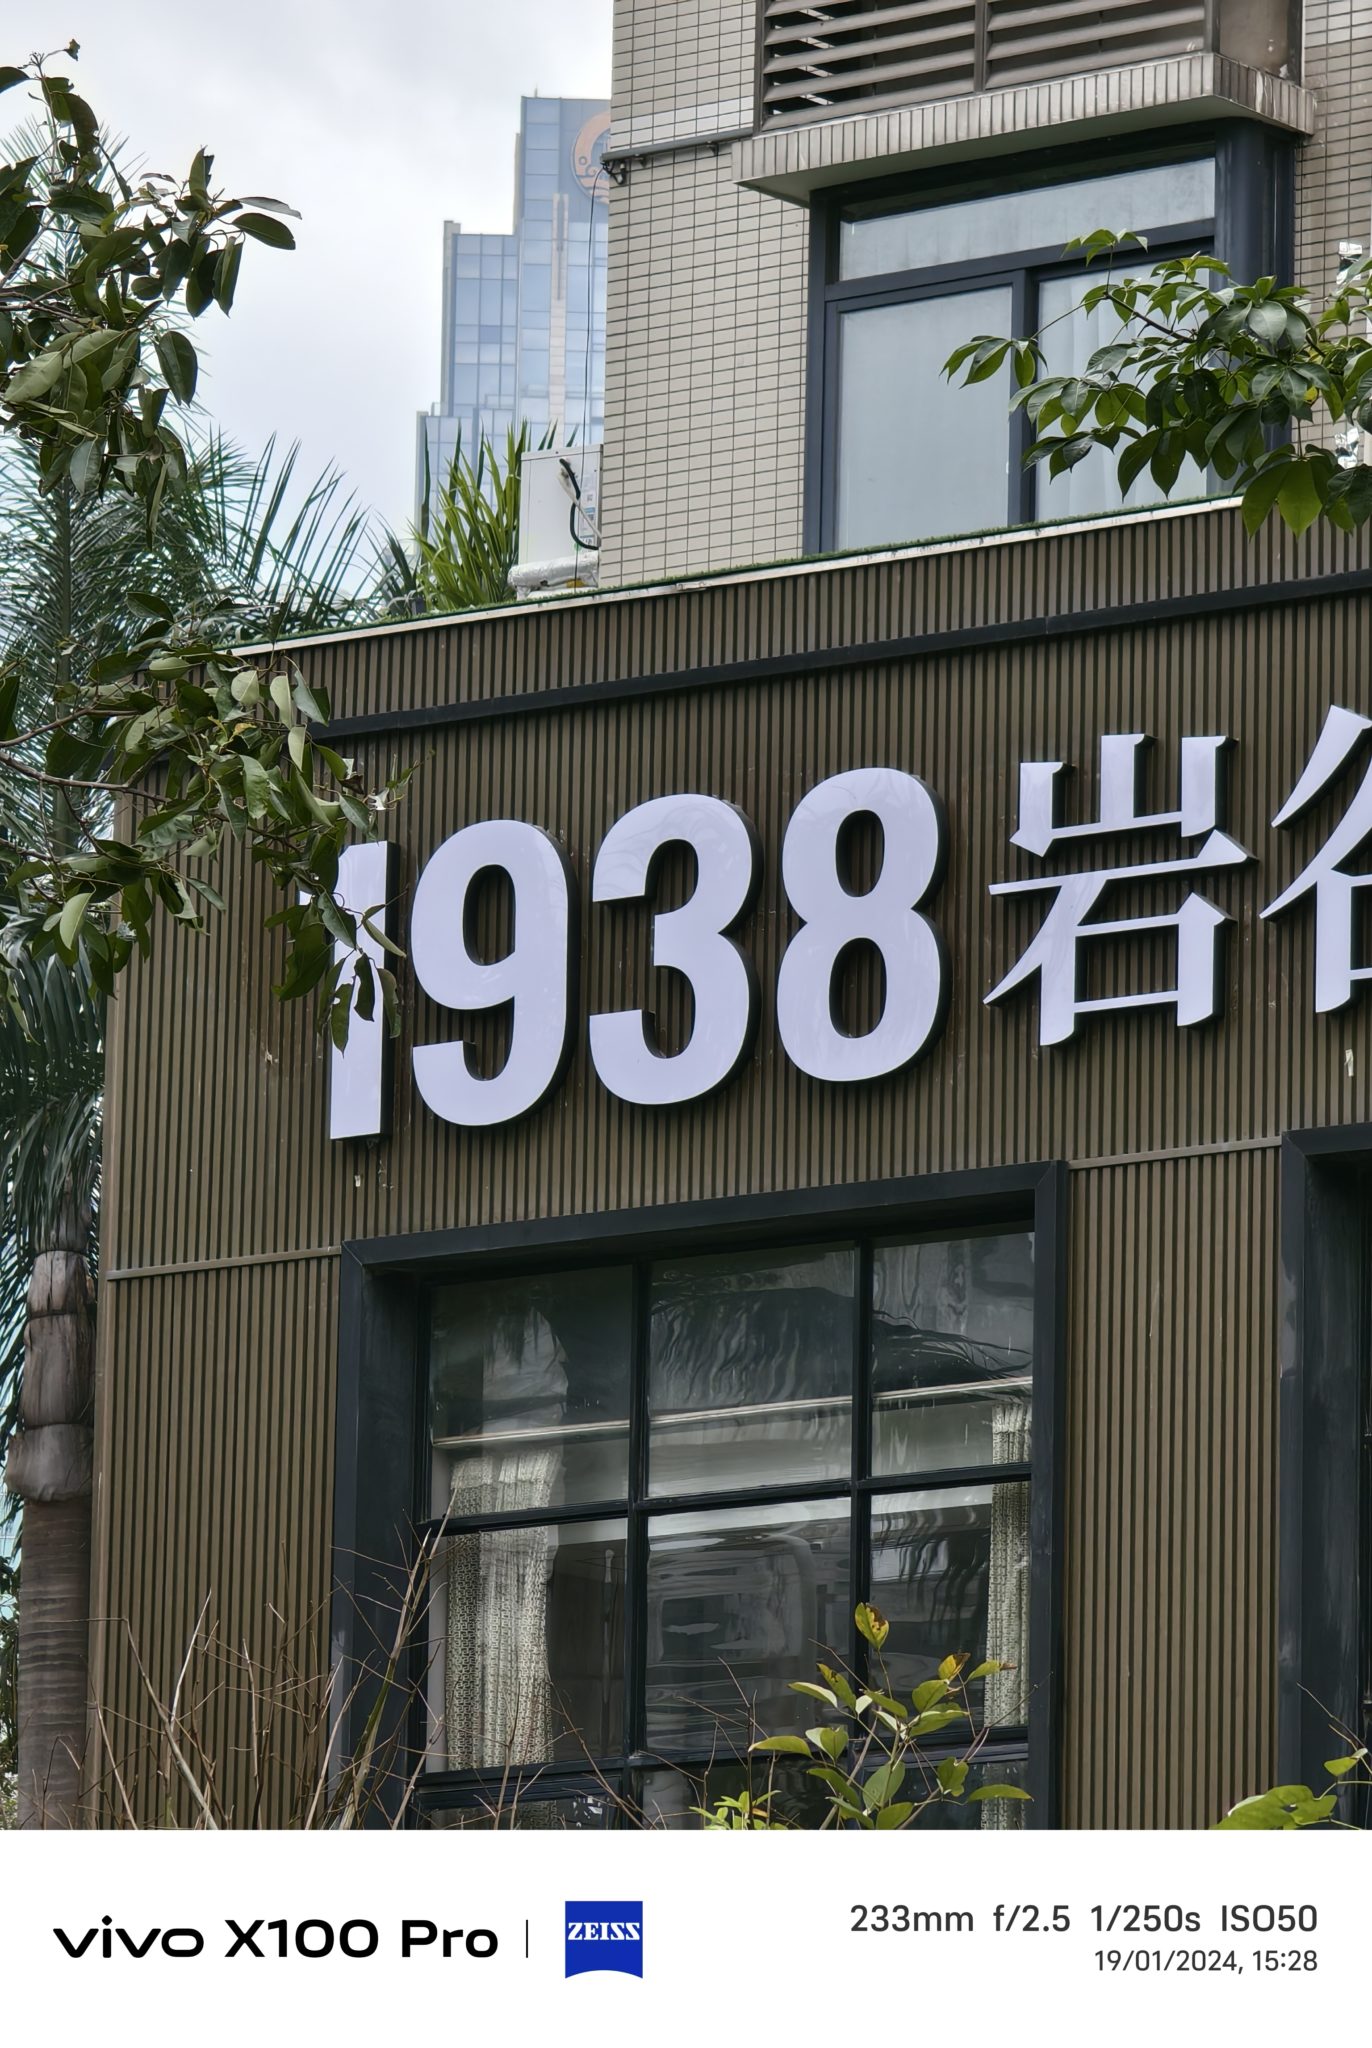 1938岩
vivo X100 Pro | ZEISS
233mm f/2.5 1/250s ISO50
19/01/2024, 15:28